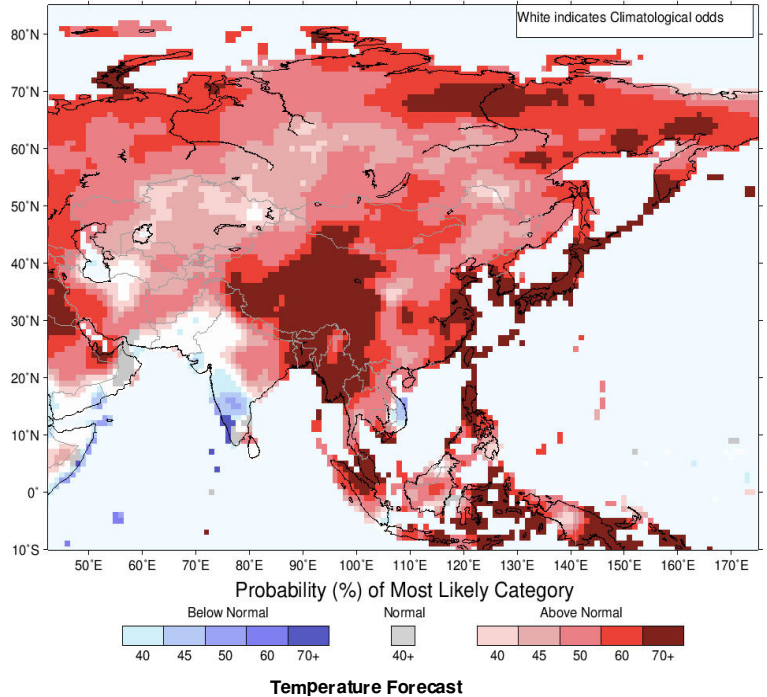 White indicates Climatological odds
80˚N
70˚N
60˚N
50˚N
40˚N
30˚N
20˚N
10˚N
0˚
10˚S
50˚E 60˚E 70˚E 80˚E 90˚E 100˚E 110˚E 120˚E 130˚E 140˚E 150˚E 160˚E 170˚E
Probability (%) of Most Likely Category
Below Normal Normal Above Normal
40 45 50 60 70+ 40+ 40 45 50 60 70+
Temperature Forecast